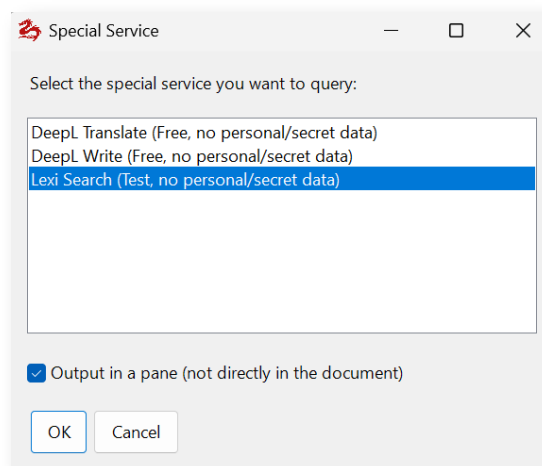 Special Service
Select the special service you want to query:
DeepL Translate (Free, no personal/secret data)
DeepL Write (Free, no personal/secret data)
Lexi Search (Test, no personal/secret data)
Output in a pane (not directly in the document)
OK Cancel